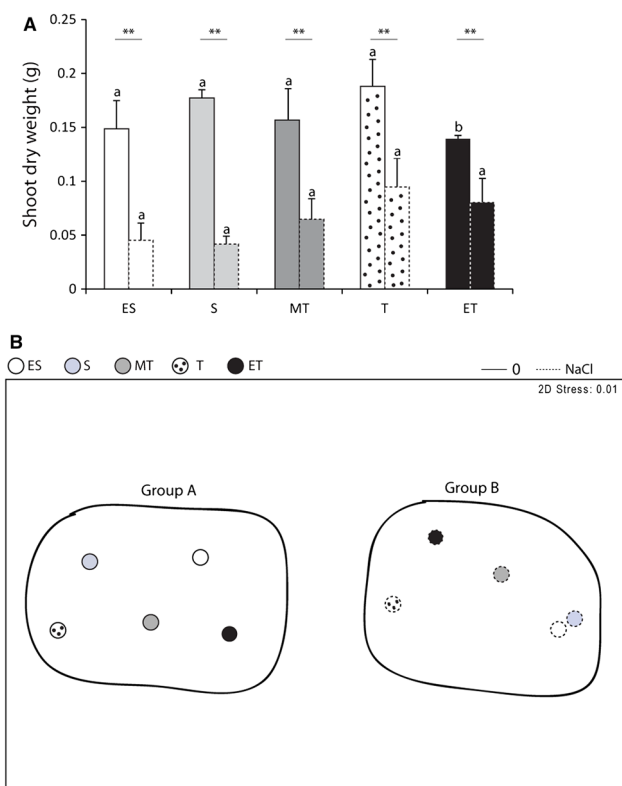 A
Shoot dry weight (g)
0.25
0.2
0.15
0.1
0.05
0
** ** ** ** **
a a a a a a a a b a
ES S MT T ET
B
ES S MT T ET
0 NaCl
2D Stress: 0.01
Group A Group B